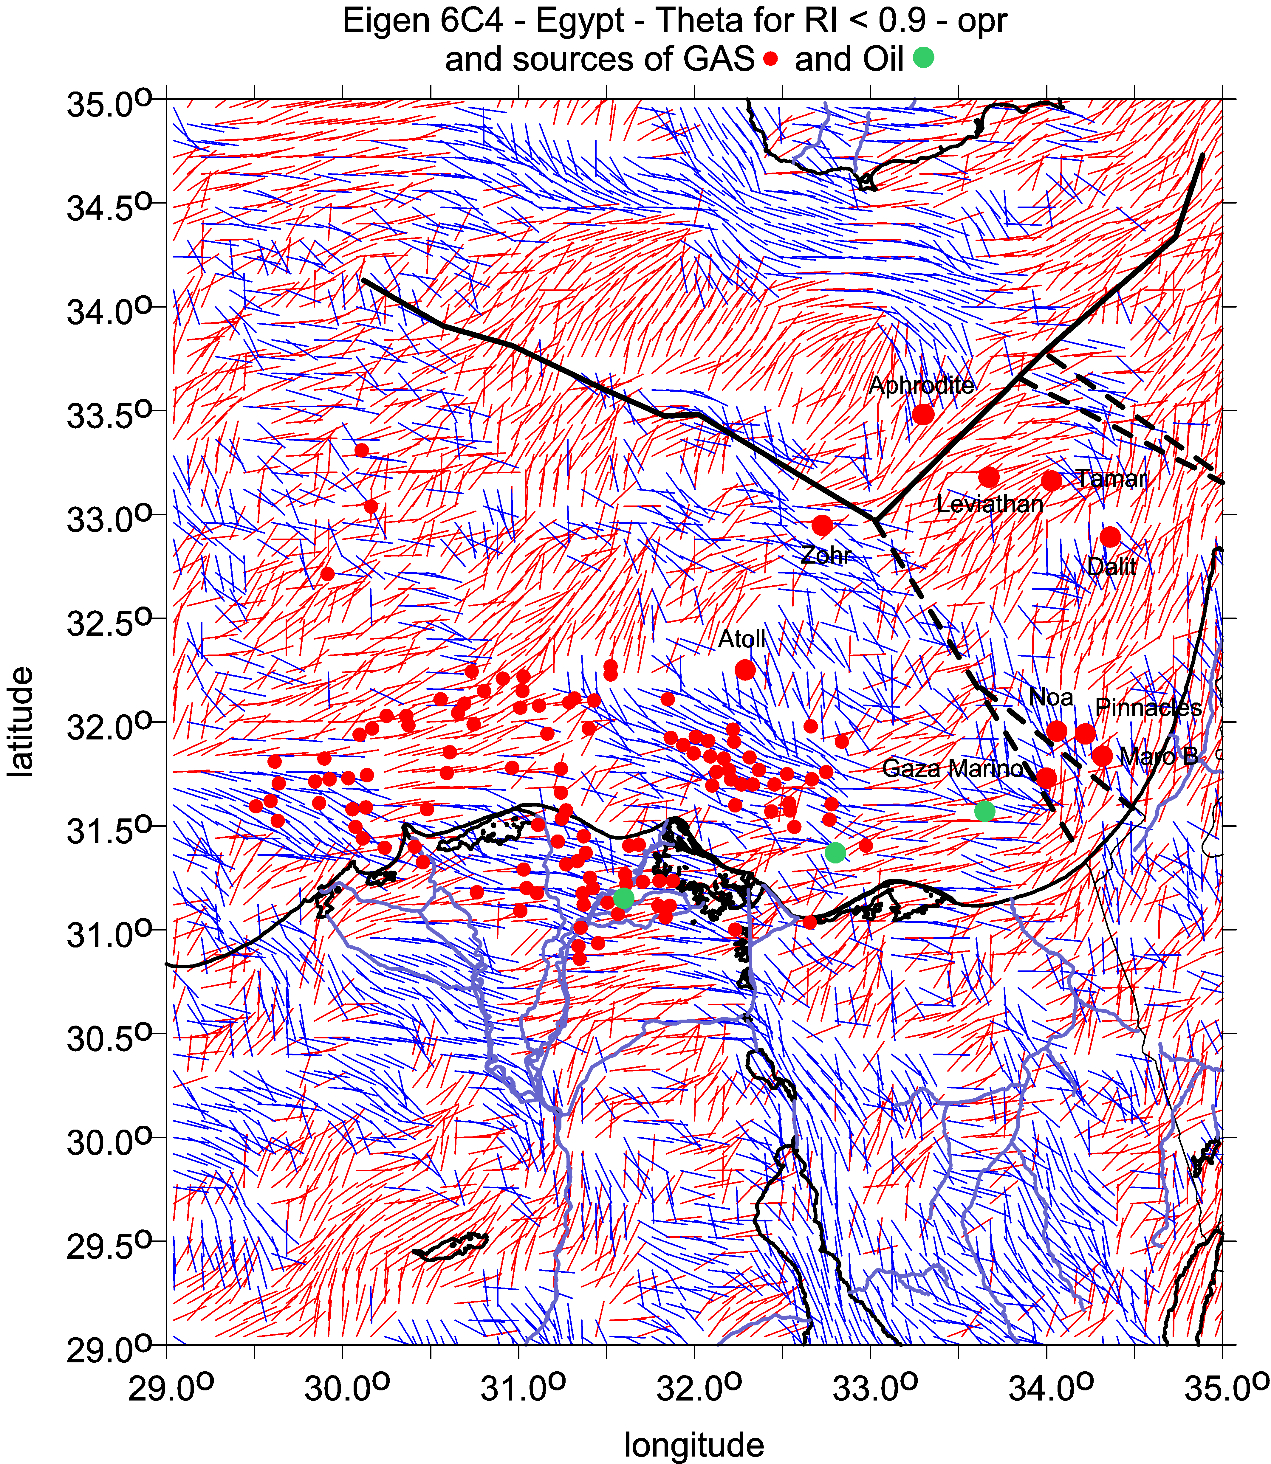 Eigen 6C4 - Egypt - Theta for RI < 0.9 - opr
and sources of GAS and Oil
35.0º
34.5º
34.0º
Aphrodite
33.5º
Tamar
Leviathan
33.0º
Zohr
Dalit
32.5º
Atoll
Noa
Pinnacles
32.0º
Maro B
Gaza Marino
31.5º
31.0º
30.5º
30.0º
29.5º
29.0º
latitude
29.0º 30.0º 31.0º 32.0º 33.0º 34.0º 35.0º
longitude